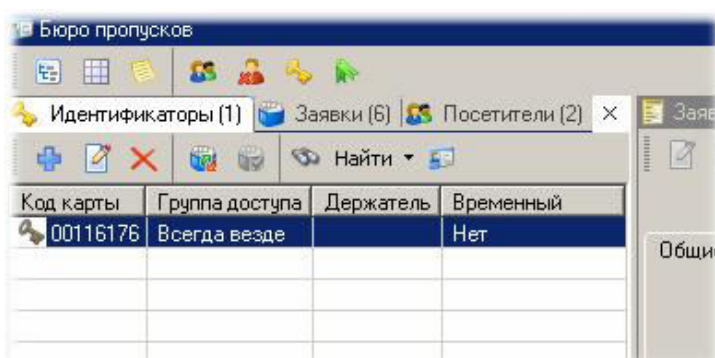 Бюро пропусков
Идентификаторы (1) Заявки (6) Посетители (2)
Найти
Код карты Группа доступа Держатель Временный
00116176 Всегда везде Нет